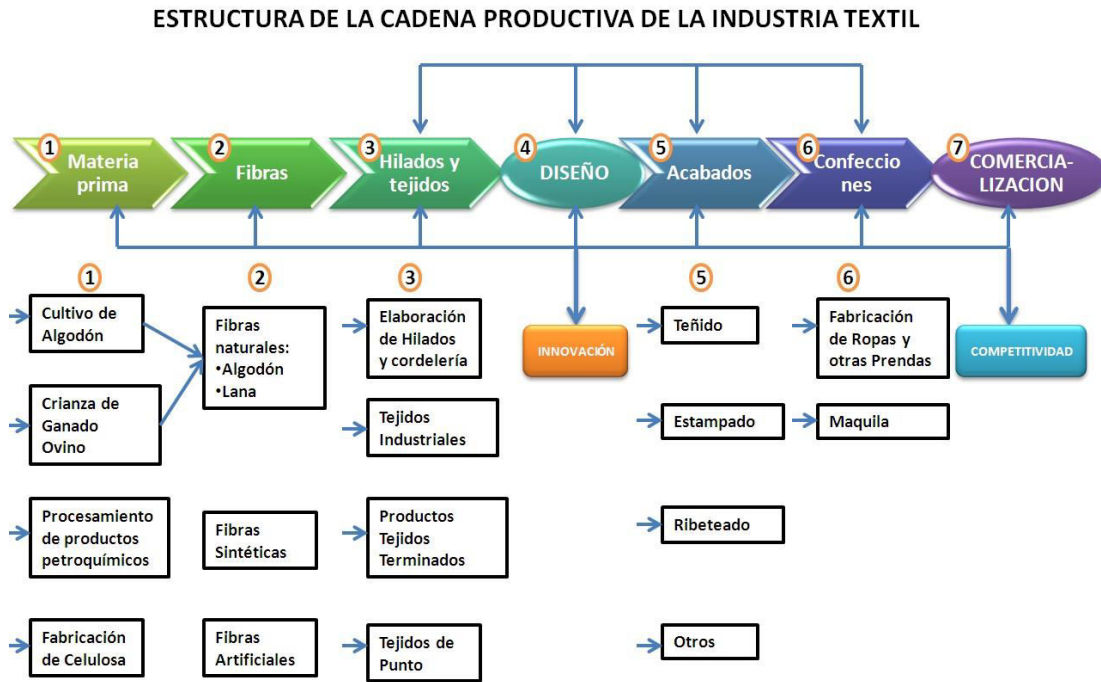 ESTRUCTURA DE LA CADENA PRODUCTIVA DE LA INDUSTRIA TEXTIL
1
Materia
prima
2
Fibras
3
Hilados y
tejidos
4
DISEÑO
5
Acabados
6
Confeccio
nes
7
COMERCIA-
LIZACION
1
Cultivo de
Algodón
Crianza de
Ganado
Ovino
Procesamiento
de productos
petroquímicos
Fabricación
de Celulosa
2
Fibras
naturales:
•Algodón
•Lana
Fibras
Sintéticas
Fibras
Artificiales
3
Elaboración
de Hilados
y cordelería
Tejidos
Industriales
Productos
Tejidos
Terminados
Tejidos de
Punto
INNOVACIÓN
5
Teñido
Estampado
Ribeteado
Otros
6
Fabricación
de Ropas y
otras Prendas
Maquila
COMPETITIVIDAD